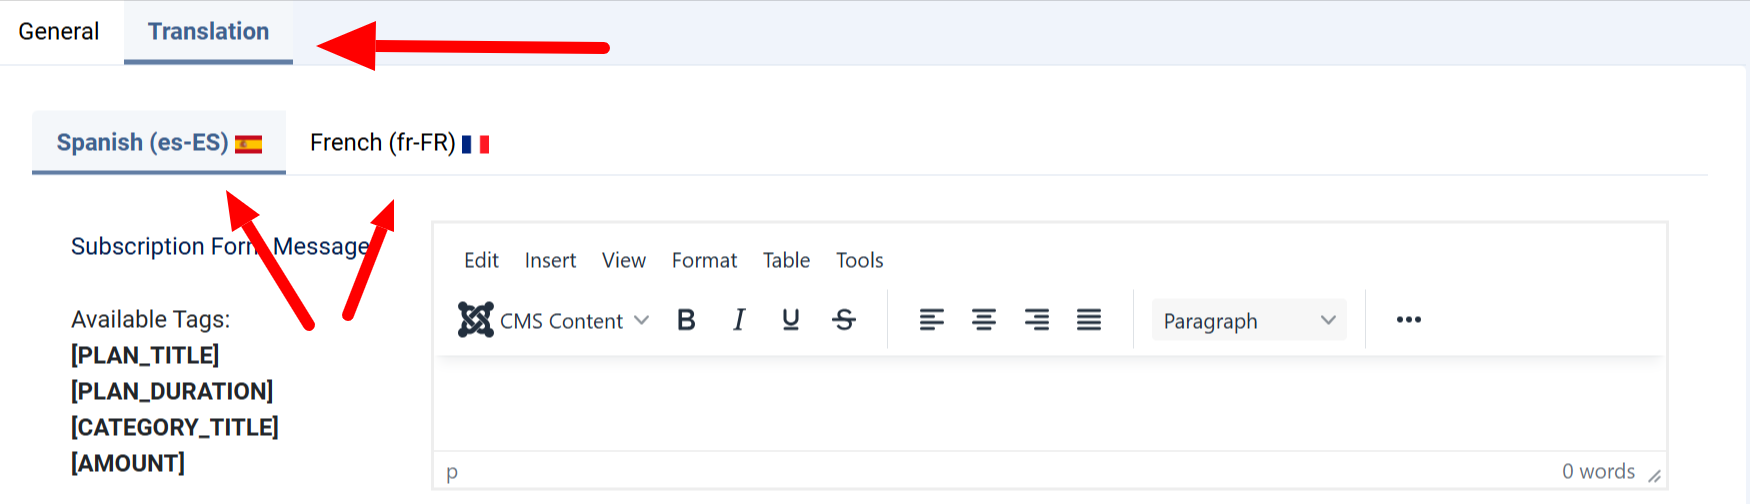 General Translation
Spanish (es-ES) French (fr-FR)
Subscription Form Message
Edit Insert View Format Table Tools
CMS Content B I U S Paragraph
Available Tags:
[PLAN_TITLE]
[PLAN_DURATION]
[CATEGORY_TITLE]
[AMOUNT]
p 0 words